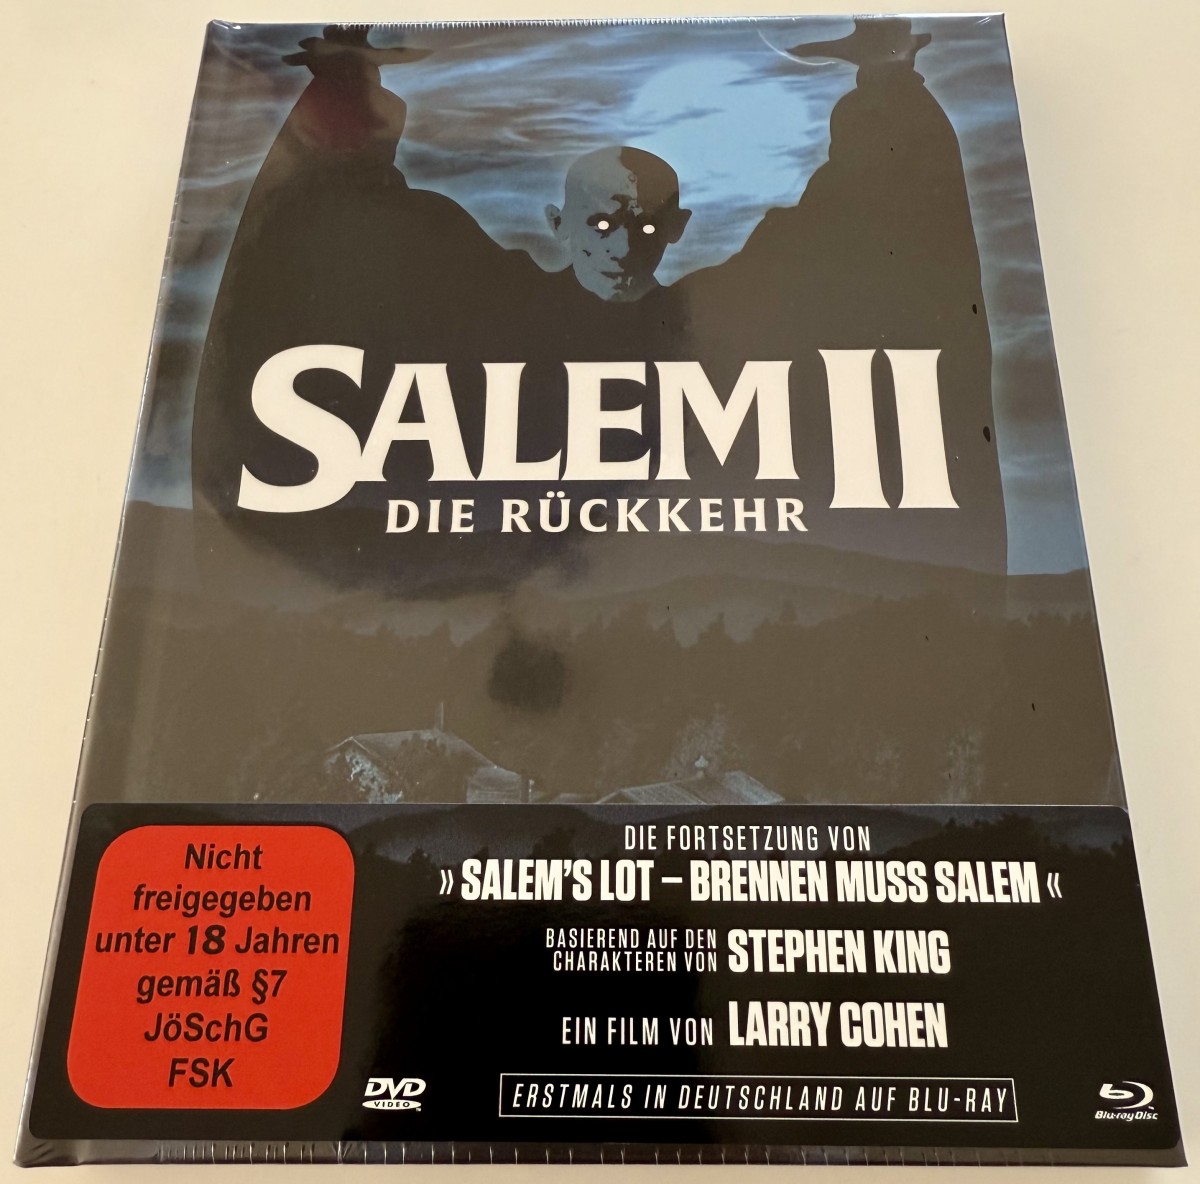 SALEM II
DIE RÜCKKEHR
Nicht
freigegeben
unter 18 Jahren
gemäß §7
JöSchG
FSK
DIE FORTSETZUNG VON
» SALEM'S LOT – BRENNEN MUSS SALEM «
BASIEREND AUF DEN
CHARAKTEREN VON STEPHEN KING
EIN FILM VON LARRY COHEN
DVD
VIDEO™
ERSTMALS IN DEUTSCHLAND AUF BLU-RAY
Blu-ray Disc